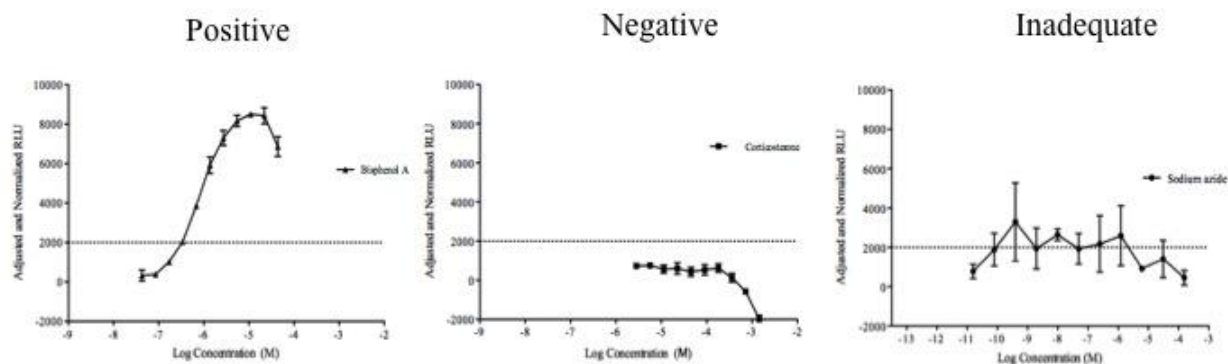 Positive
Negative
Inadequate
Adjusted and Normalized RLU
10000
8000
6000
4000
2000
0
-2000
-9 -8 -7 -6 -5 -4 -3 -2
Log Concentration (M)
Bisphenol A
Adjusted and Normalized RLU
10000
8000
6000
4000
2000
0
-2000
-9 -8 -7 -6 -5 -4 -3 -2
Log Concentration (M)
Corticosterone
Adjusted and Normalized RLU
10000
8000
6000
4000
2000
0
-2000
-13 -12 -11 -10 -9 -8 -7 -6 -5 -4 -3
Log Concentration (M)
Sodium azide